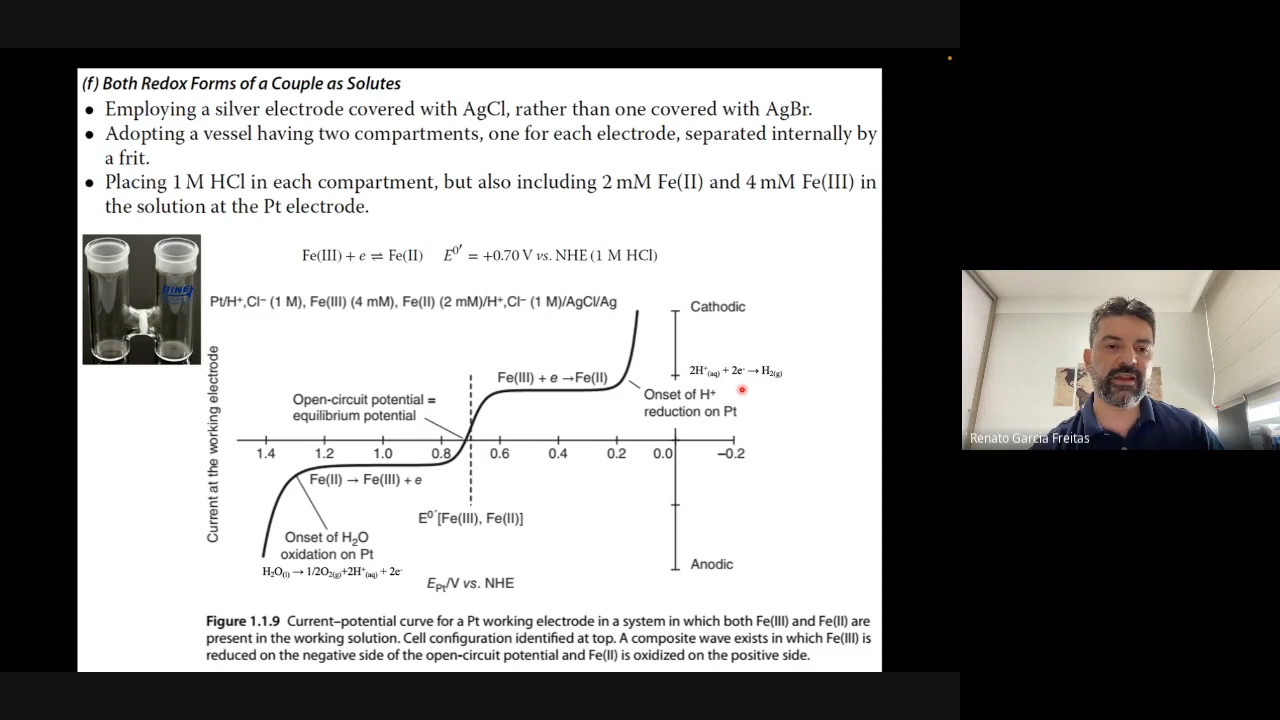 (f) Both Redox Forms of a Couple as Solutes
● Employing a silver electrode covered with AgCl, rather than one covered with AgBr.
● Adopting a vessel having two compartments, one for each electrode, separated internally by
a frit.
● Placing 1 M HCl in each compartment, but also including 2 mM Fe(II) and 4 mM Fe(III) in
the solution at the Pt electrode.
Fe(III) + e ⇌ Fe(II) E⁰′ = +0.70 V vs. NHE (1 M HCl)
Pt/H⁺,Cl⁻ (1 M), Fe(III) (4 mM), Fe(II) (2 mM)/H⁺,Cl⁻ (1 M)/AgCl/Ag
Cathodic
2H⁺(aq) + 2e⁻ → H₂(g)
Fe(III) + e →Fe(II)
Onset of H⁺
reduction on Pt
Open-circuit potential =
equilibrium potential
Current at the working electrode
1.4 1.2 1.0 0.8 0.6 0.4 0.2 0.0 −0.2
Fe(II) → Fe(III) + e
E⁰′[Fe(III), Fe(II)]
Onset of H₂O
oxidation on Pt
H₂O(l) → 1/2O₂(g)+2H⁺(aq) + 2e⁻
Anodic
E_Pt/V vs. NHE
Figure 1.1.9 Current–potential curve for a Pt working electrode in a system in which both Fe(III) and Fe(II) are
present in the working solution. Cell configuration identified at top. A composite wave exists in which Fe(III) is
reduced on the negative side of the open-circuit potential and Fe(II) is oxidized on the positive side.
Renato Garcia Freitas